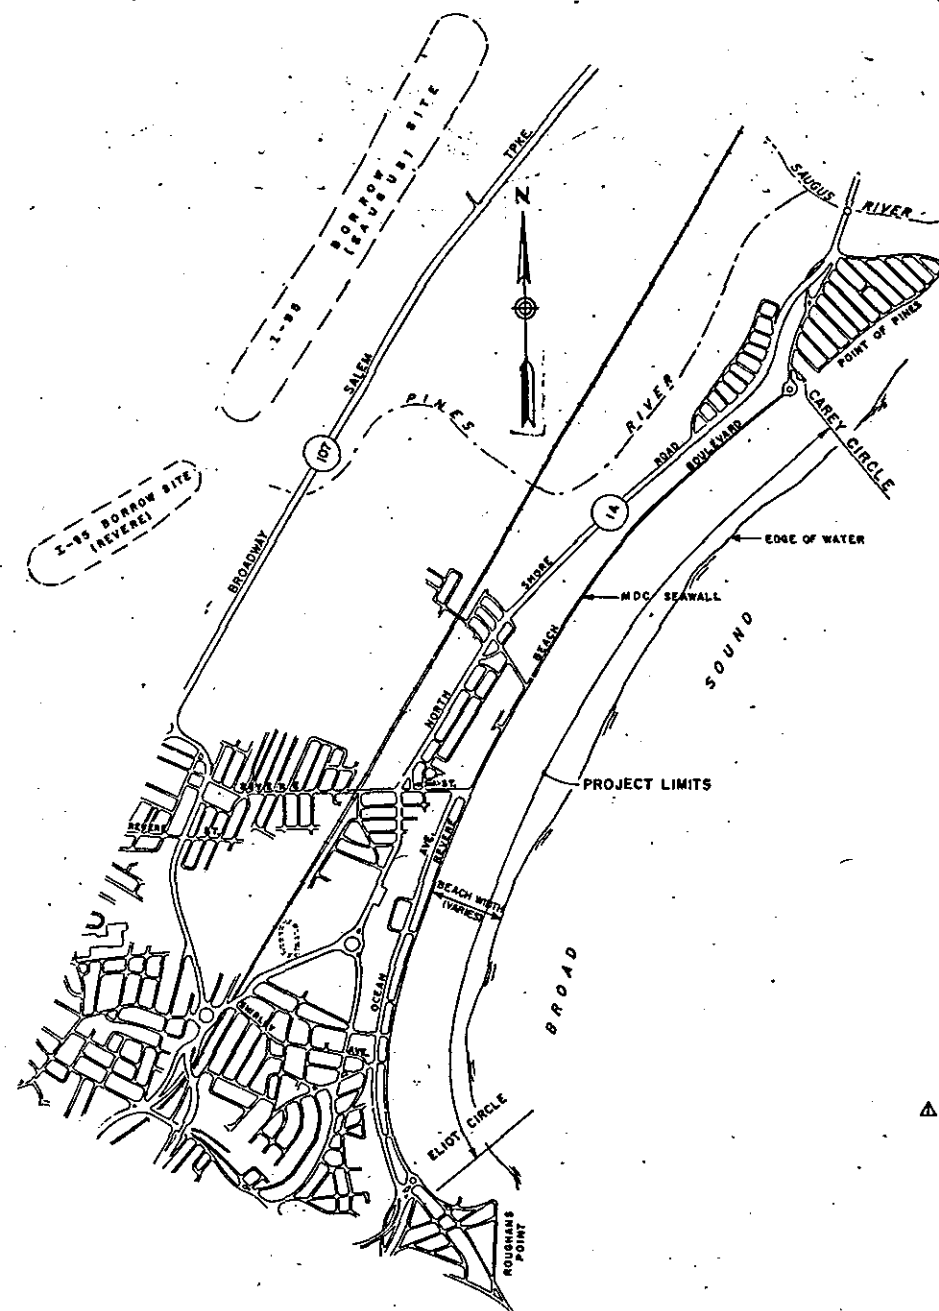 I-95 BORROW SITE
(SAUGUS)
TPKE.
N
SAUGUS
RIVER
POINT OF PINES
SALEM
PINES
RIVER
107
CAREY CIRCLE
ROAD
BOULEVARD
I-95 BORROW SITE
(REVERE)
1A
BROADWAY
EDGE OF WATER
SHORE
MDC SEAWALL
BEACH
SOUND
NORTH
PROJECT LIMITS
REVERE
ST.
REVERE
ST.
AVE.
REVERE
BEACH WIDTH
(VARIES)
OCEAN
BROAD
SHIRLEY
AVE.
ELIOT CIRCLE
ROUGHANS
POINT